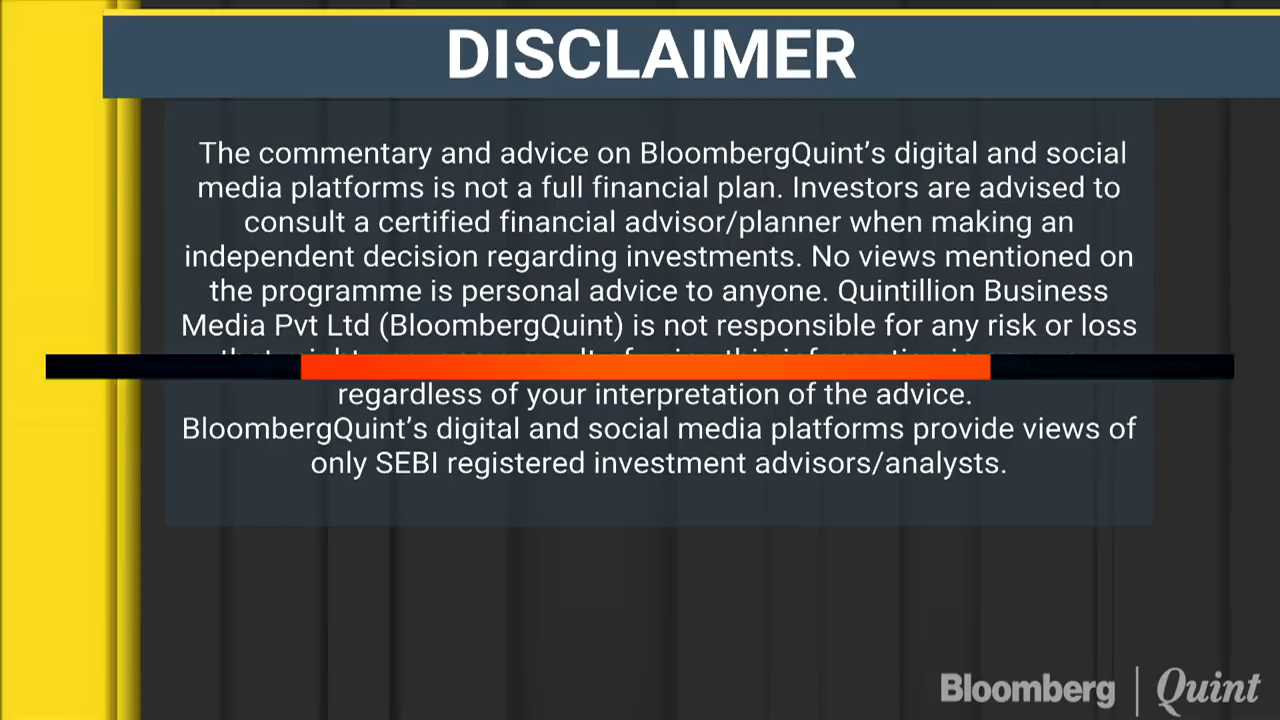 DISCLAIMER
The commentary and advice on BloombergQuint’s digital and social
media platforms is not a full financial plan. Investors are advised to
consult a certified financial advisor/planner when making an
independent decision regarding investments. No views mentioned on
the programme is personal advice to anyone. Quintillion Business
Media Pvt Ltd (BloombergQuint) is not responsible for any risk or loss
regardless of your interpretation of the advice.
BloombergQuint’s digital and social media platforms provide views of
only SEBI registered investment advisors/analysts.
Bloomberg | Quint